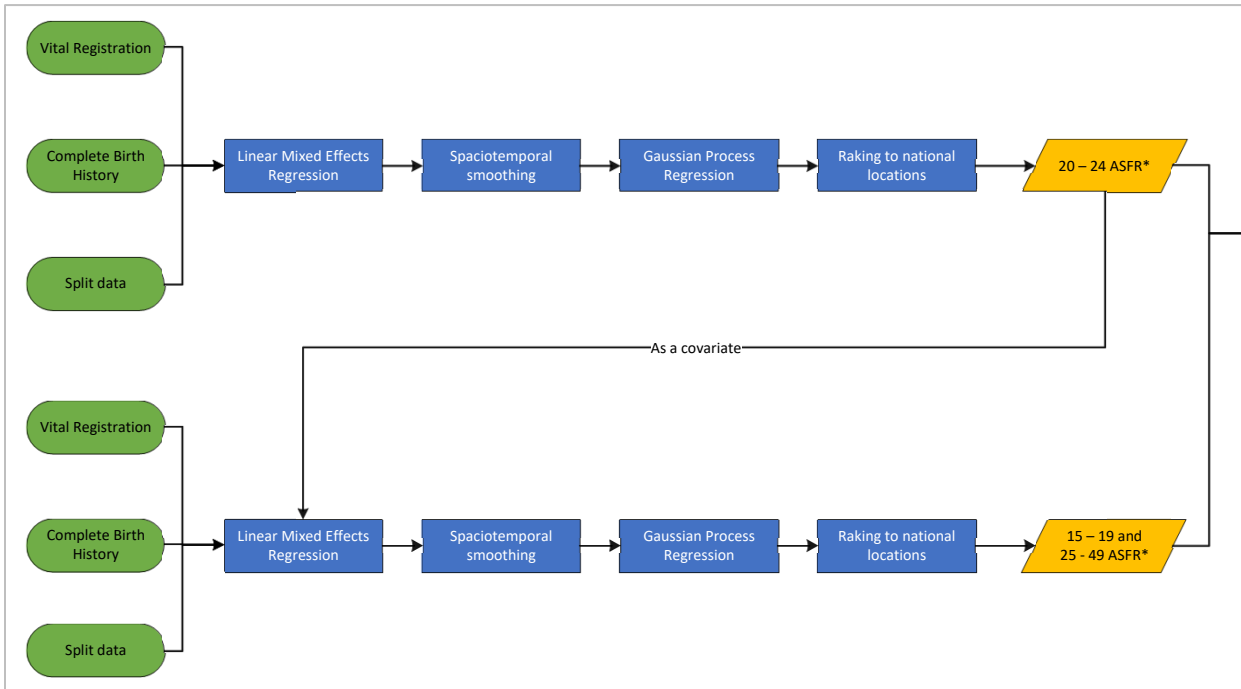 Vital Registration
Complete Birth
History
Split data
Linear Mixed Effects
Regression
Spaciotemporal
smoothing
Gaussian Process
Regression
Raking to national
locations
20 – 24 ASFR*
As a covariate
Vital Registration
Complete Birth
History
Split data
Linear Mixed Effects
Regression
Spaciotemporal
smoothing
Gaussian Process
Regression
Raking to national
locations
15 – 19 and
25 - 49 ASFR*